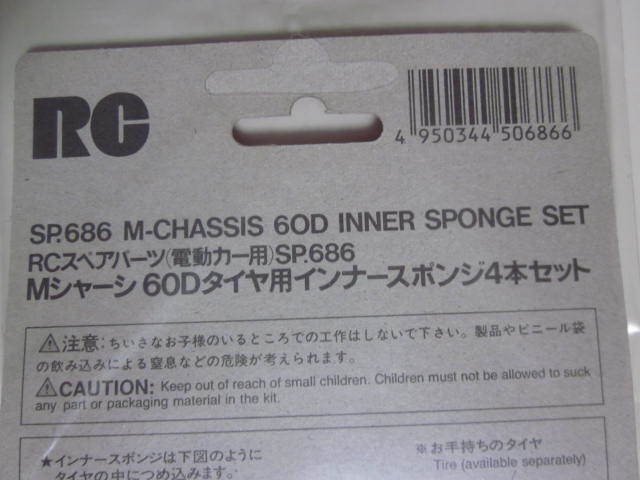 RC
4 950344 506866
SP.686 M-CHASSIS 60D INNER SPONGE SET
RCスペアパーツ(電動カー用)SP.686
Mシャーシ 60Dタイヤ用インナースポンジ4本セット
⚠注意:ちいさなお子様のいるところでの工作はしないで下さい。製品やビニール袋
の飲み込みによる窒息などの危険が考えられます。
⚠CAUTION: Keep out of reach of small children. Children must not be allowed to suck
any part or packaging material in the kit.
★インナースポンジは下図のように
タイヤの中につめ込みます。
※お手持ちのタイヤ
Tire (available separately)